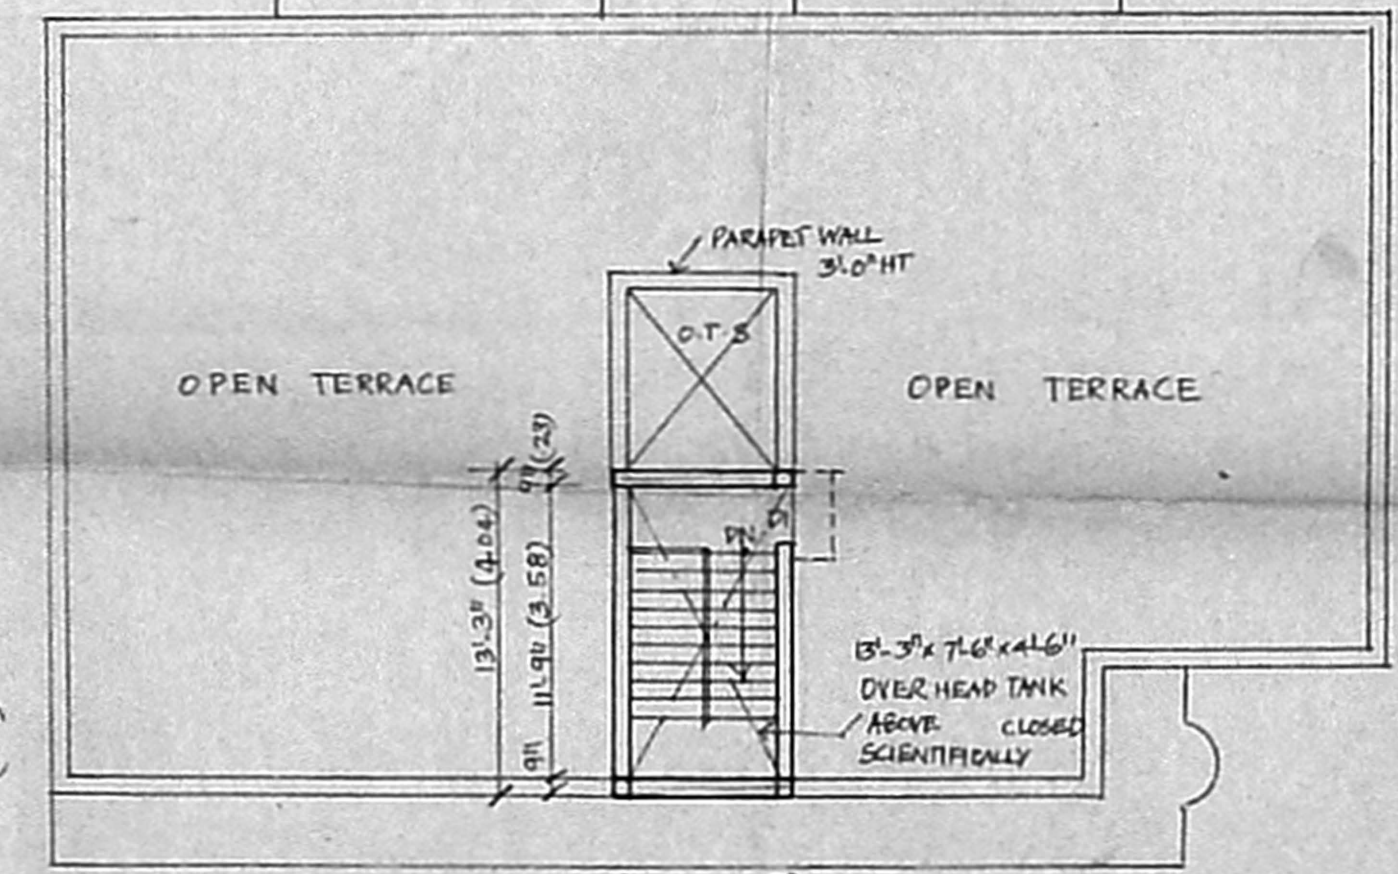 PARAPET WALL
3'-0" HT
O.T.S
OPEN TERRACE
OPEN TERRACE
9" (.23)
13'-3" (4.04)
11'-9" (3.58)
9"
DN
D1
13'-3" x 7'-6" x 4'-6"
OVER HEAD TANK
ABOVE CLOSED
SCIENTIFICALLY